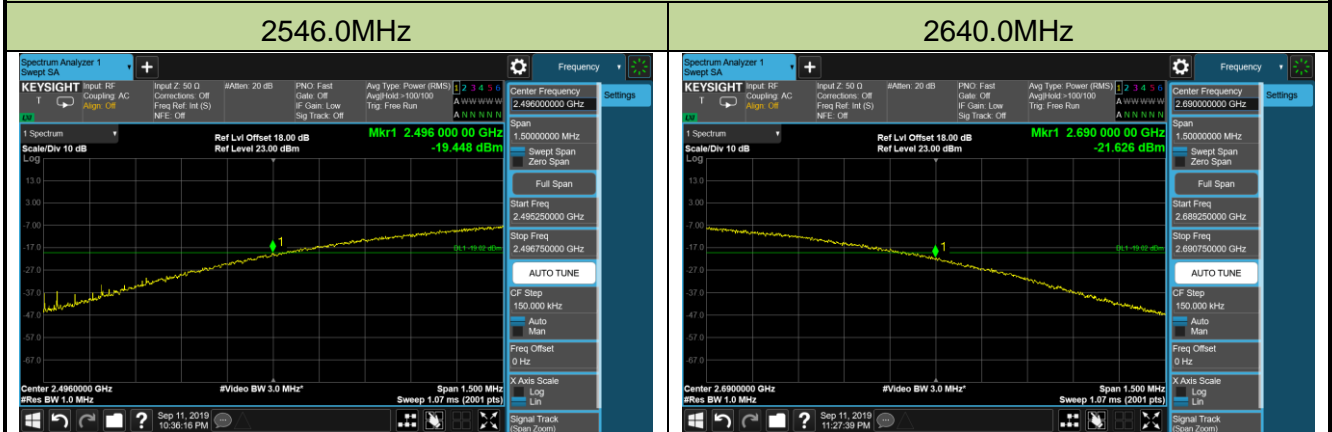 2546.0MHz
2640.0MHz
Spectrum Analyzer 1
Swept SA
Frequency
KEYSIGHT
Input: RF
Coupling: AC
Align: Off
Input Z: 50 Ω
Corrections: Off
Freq Ref: Int (S)
NFE: Off
#Atten: 20 dB
PNO: Fast
Gate: Off
IF Gain: Low
Sig Track: Off
Avg Type: Power (RMS)
Avg|Hold:>100/100
Trig: Free Run
1 2 3 4 5 6
A W W W W W
A N N N N N
T
LXI
Center Frequency
2.496000000 GHz
Settings
1 Spectrum
Scale/Div 10 dB
Ref Lvl Offset 18.00 dB
Ref Level 23.00 dBm
Mkr1 2.496 000 00 GHz
-19.448 dBm
Span
1.50000000 MHz
Swept Span
Zero Span
Full Span
Start Freq
2.495250000 GHz
Stop Freq
2.496750000 GHz
AUTO TUNE
CF Step
150.000 kHz
Auto
Man
Freq Offset
0 Hz
X Axis Scale
Log
Lin
Signal Track
(Span Zoom)
Log
13.0
3.00
-7.00
-17.0
-27.0
-37.0
-47.0
-57.0
-67.0
1
DL1 -19.02 dBm
Center 2.4960000 GHz
#Res BW 1.0 MHz
#Video BW 3.0 MHz*
Span 1.500 MHz
Sweep 1.07 ms (2001 pts)
Sep 11, 2019
10:36:16 PM
Spectrum Analyzer 1
Swept SA
Frequency
KEYSIGHT
Input: RF
Coupling: AC
Align: Off
Input Z: 50 Ω
Corrections: Off
Freq Ref: Int (S)
NFE: Off
#Atten: 20 dB
PNO: Fast
Gate: Off
IF Gain: Low
Sig Track: Off
Avg Type: Power (RMS)
Avg|Hold:>100/100
Trig: Free Run
1 2 3 4 5 6
A W W W W W
A N N N N N
T
LXI
Center Frequency
2.690000000 GHz
Settings
1 Spectrum
Scale/Div 10 dB
Ref Lvl Offset 18.00 dB
Ref Level 23.00 dBm
Mkr1 2.690 000 00 GHz
-21.626 dBm
Span
1.50000000 MHz
Swept Span
Zero Span
Full Span
Start Freq
2.689250000 GHz
Stop Freq
2.690750000 GHz
AUTO TUNE
CF Step
150.000 kHz
Auto
Man
Freq Offset
0 Hz
X Axis Scale
Log
Lin
Signal Track
(Span Zoom)
Log
13.0
3.00
-7.00
-17.0
-27.0
-37.0
-47.0
-57.0
-67.0
1
DL1 -19.02 dBm
Center 2.6900000 GHz
#Res BW 1.0 MHz
#Video BW 3.0 MHz*
Span 1.500 MHz
Sweep 1.07 ms (2001 pts)
Sep 11, 2019
11:27:39 PM